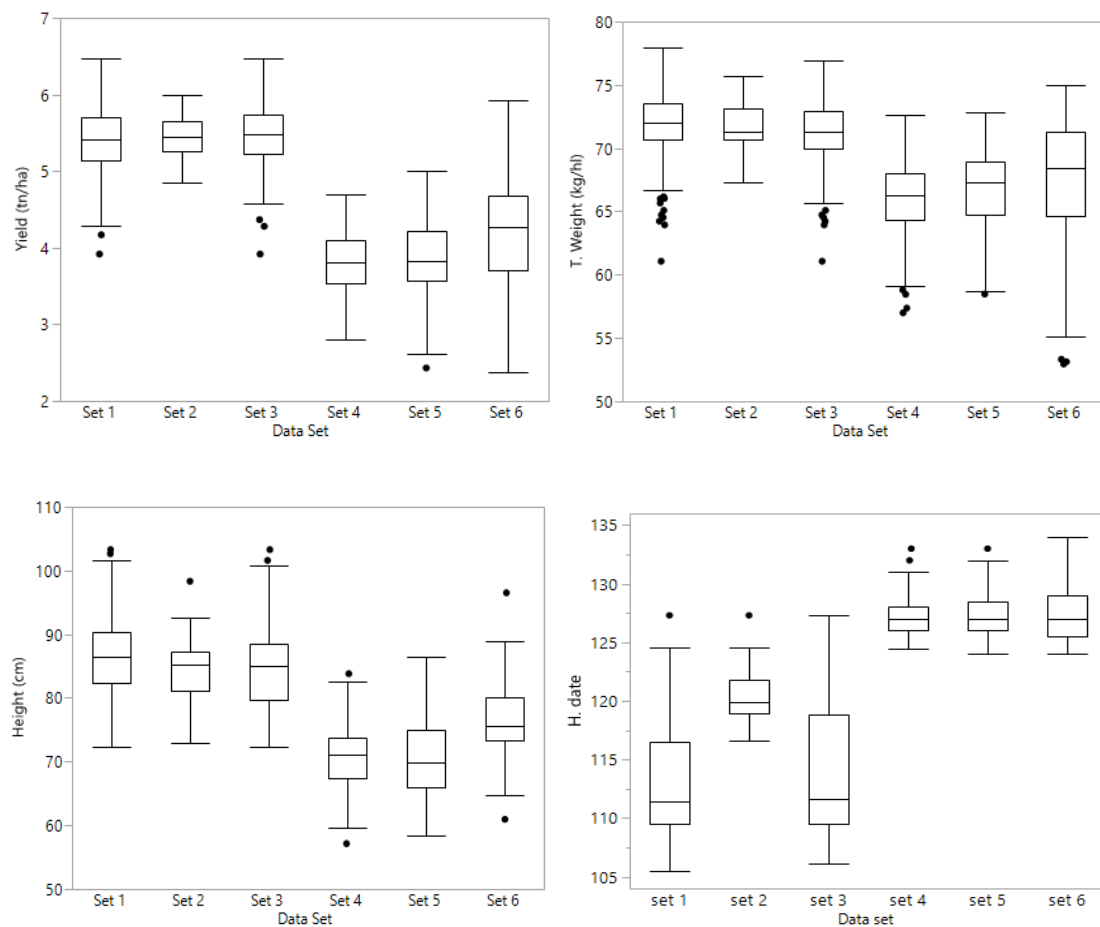 Yield (tn/ha)
7
6
5
4
3
2
Set 1 Set 2 Set 3 Set 4 Set 5 Set 6
Data Set
T. Weight (kg/hl)
80
75
70
65
60
55
50
Set 1 Set 2 Set 3 Set 4 Set 5 Set 6
Data Set
Height (cm)
110
100
90
80
70
60
50
Set 1 Set 2 Set 3 Set 4 Set 5 Set 6
Data Set
H. date
135
130
125
120
115
110
105
set 1 set 2 set 3 set 4 set 5 set 6
Data set